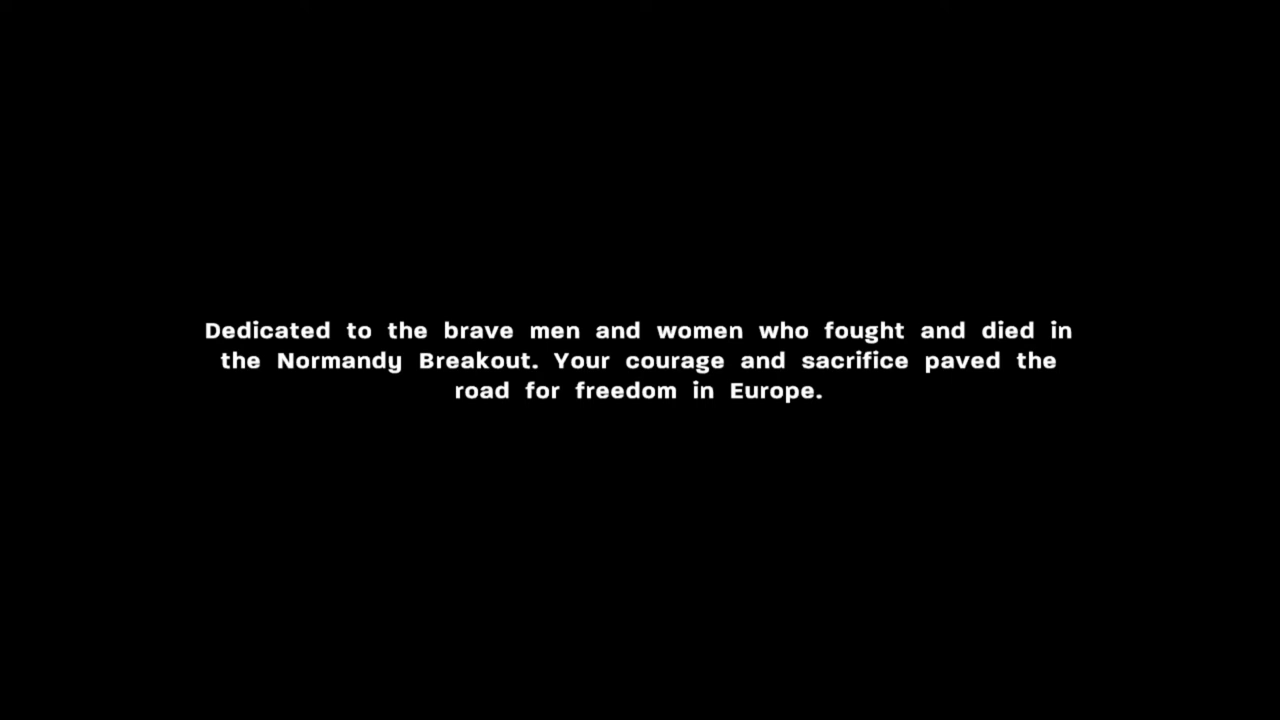 Dedicated to the brave men and women who fought and died in
the Normandy Breakout. Your courage and sacrifice paved the
road for freedom in Europe.